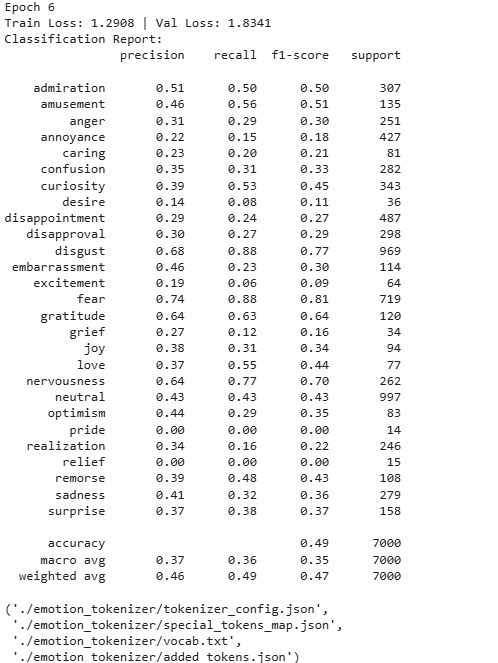 Epoch 6
Train Loss: 1.2908 | Val Loss: 1.8341
Classification Report:
precision recall f1-score support
admiration 0.51 0.50 0.50 307
amusement 0.46 0.56 0.51 135
anger 0.31 0.29 0.30 251
annoyance 0.22 0.15 0.18 427
caring 0.23 0.20 0.21 81
confusion 0.35 0.31 0.33 282
curiosity 0.39 0.53 0.45 343
desire 0.14 0.08 0.11 36
disappointment 0.29 0.24 0.27 487
disapproval 0.30 0.27 0.29 298
disgust 0.68 0.88 0.77 969
embarrassment 0.46 0.23 0.30 114
excitement 0.19 0.06 0.09 64
fear 0.74 0.88 0.81 719
gratitude 0.64 0.63 0.64 120
grief 0.27 0.12 0.16 34
joy 0.38 0.31 0.34 94
love 0.37 0.55 0.44 77
nervousness 0.64 0.77 0.70 262
neutral 0.43 0.43 0.43 997
optimism 0.44 0.29 0.35 83
pride 0.00 0.00 0.00 14
realization 0.34 0.16 0.22 246
relief 0.00 0.00 0.00 15
remorse 0.39 0.48 0.43 108
sadness 0.41 0.32 0.36 279
surprise 0.37 0.38 0.37 158
accuracy 0.49 7000
macro avg 0.37 0.36 0.35 7000
weighted avg 0.46 0.49 0.47 7000
('./emotion_tokenizer/tokenizer_config.json',
'./emotion_tokenizer/special_tokens_map.json',
'./emotion_tokenizer/vocab.txt',
'./emotion_tokenizer/added_tokens.json')